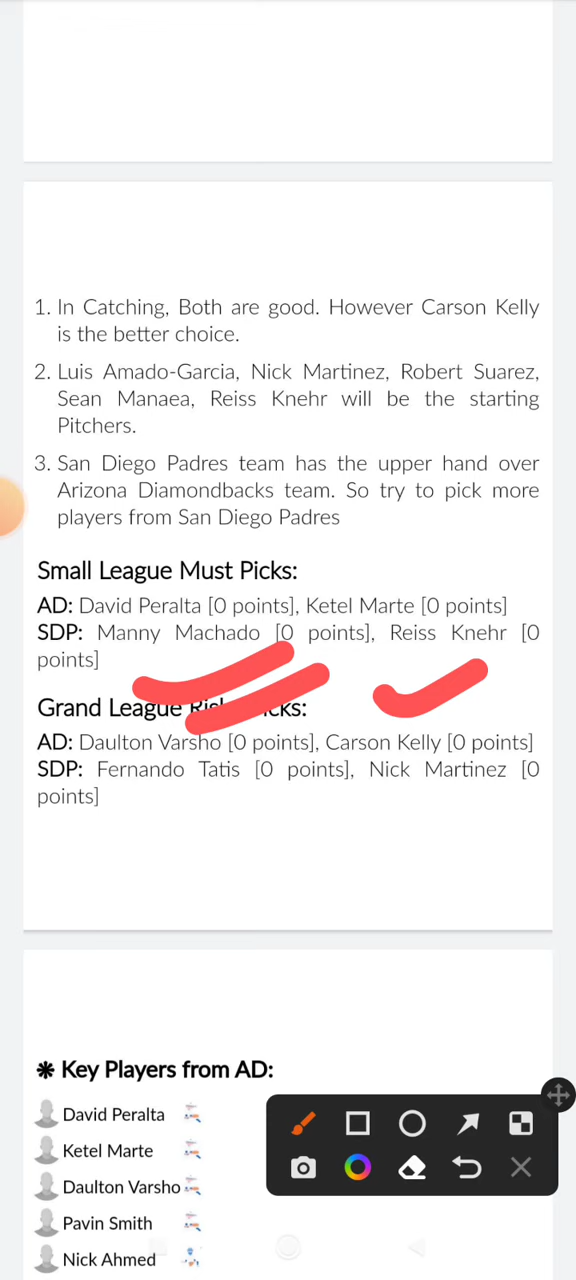 1. In Catching, Both are good. However Carson Kelly
is the better choice.
2. Luis Amado-Garcia, Nick Martinez, Robert Suarez,
Sean Manaea, Reiss Knehr will be the starting
Pitchers.
3. San Diego Padres team has the upper hand over
Arizona Diamondbacks team. So try to pick more
players from San Diego Padres
Small League Must Picks:
AD: David Peralta [0 points], Ketel Marte [0 points]
SDP: Manny Machado [0 points], Reiss Knehr [0
points]
Grand League
AD: Daulton Varsho [0 points], Carson Kelly [0 points]
SDP: Fernando Tatis [0 points], Nick Martinez [0
points]
✱ Key Players from AD:
David Peralta
Ketel Marte
Daulton Varsho
Pavin Smith
Nick Ahmed